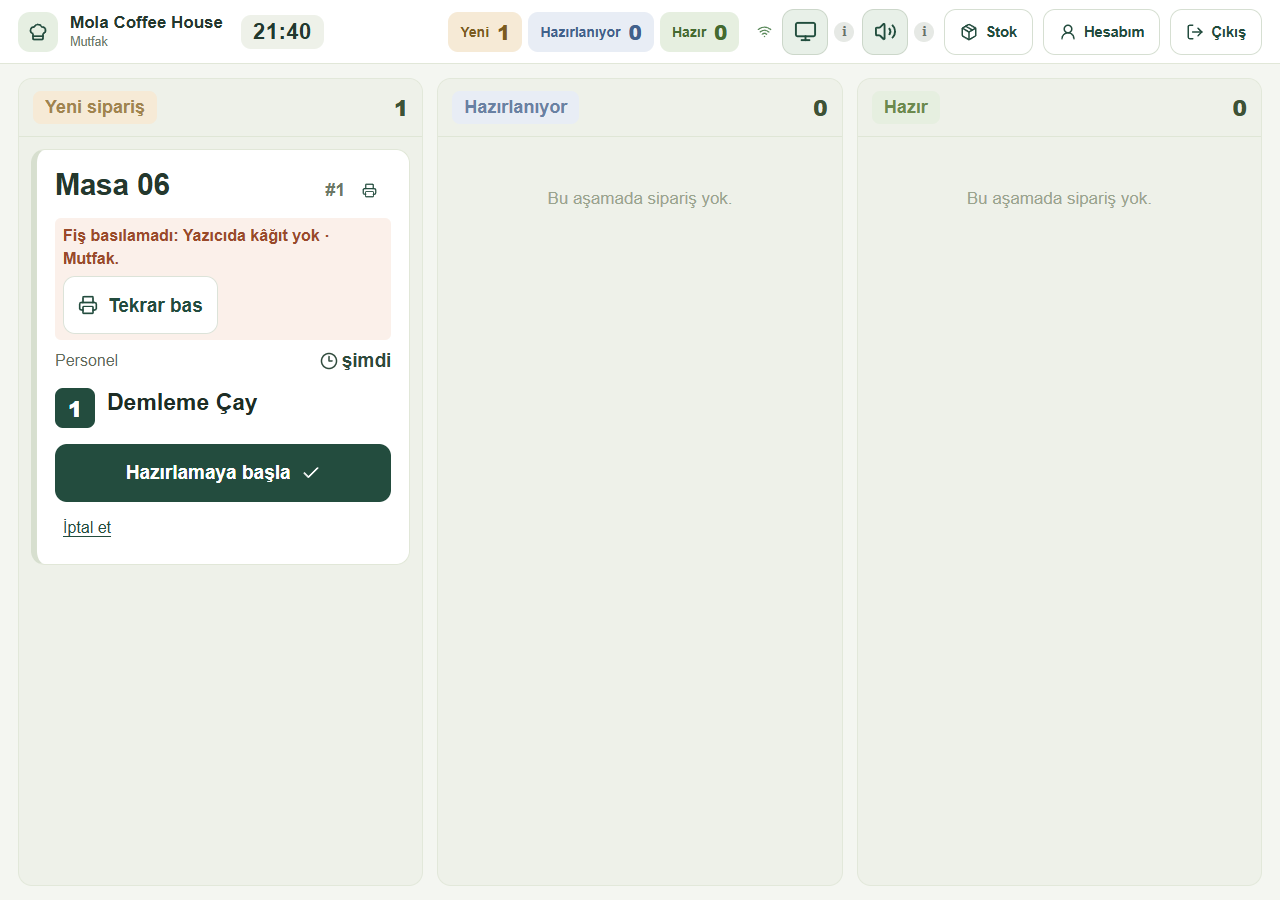 Mola Coffee House
Mutfak
21:40
Yeni 1
Hazırlanıyor 0
Hazır 0
i
i
Stok
Hesabım
Çıkış
Yeni sipariş 1
Masa 06
#1
Fiş basılamadı: Yazıcıda kâğıt yok ·
Mutfak.
Tekrar bas
Personel
şimdi
1 Demleme Çay
Hazırlamaya başla
İptal et
Hazırlanıyor 0
Bu aşamada sipariş yok.
Hazır 0
Bu aşamada sipariş yok.